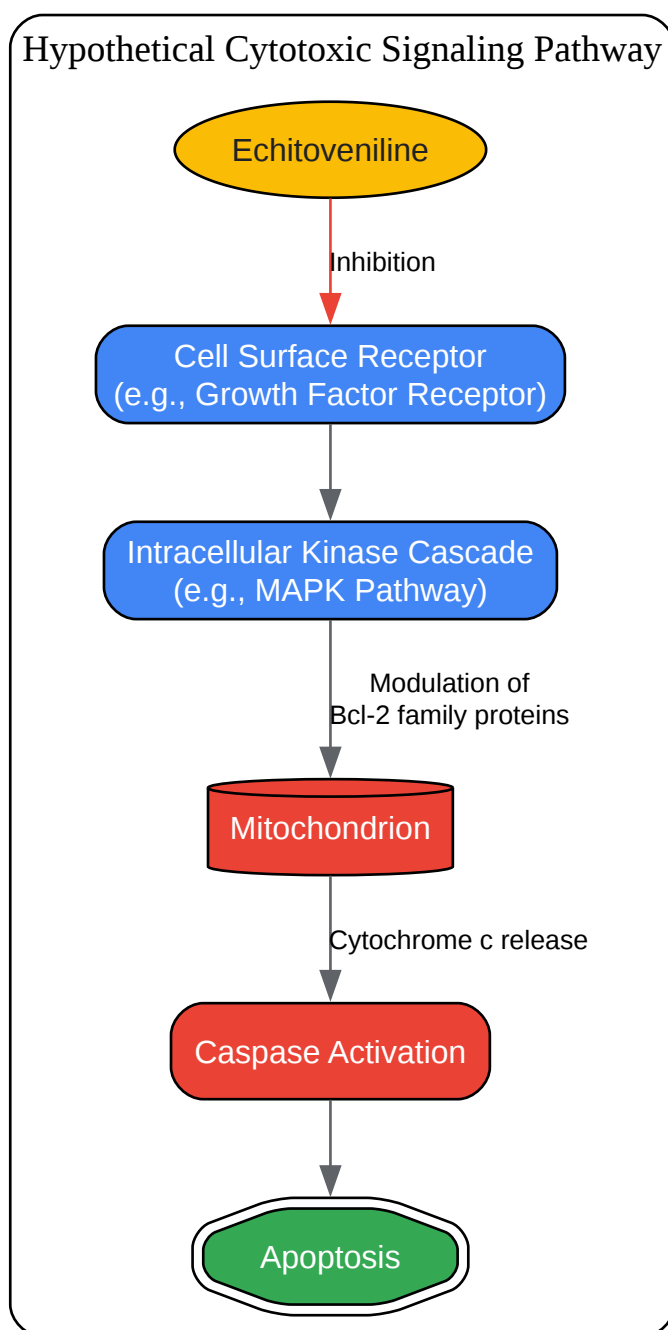 Hypothetical Cytotoxic Signaling Pathway
Echitoveniline
Inhibition
Cell Surface Receptor
(e.g., Growth Factor Receptor)
Intracellular Kinase Cascade
(e.g., MAPK Pathway)
Modulation of
Bcl-2 family proteins
Mitochondrion
Cytochrome c release
Caspase Activation
Apoptosis